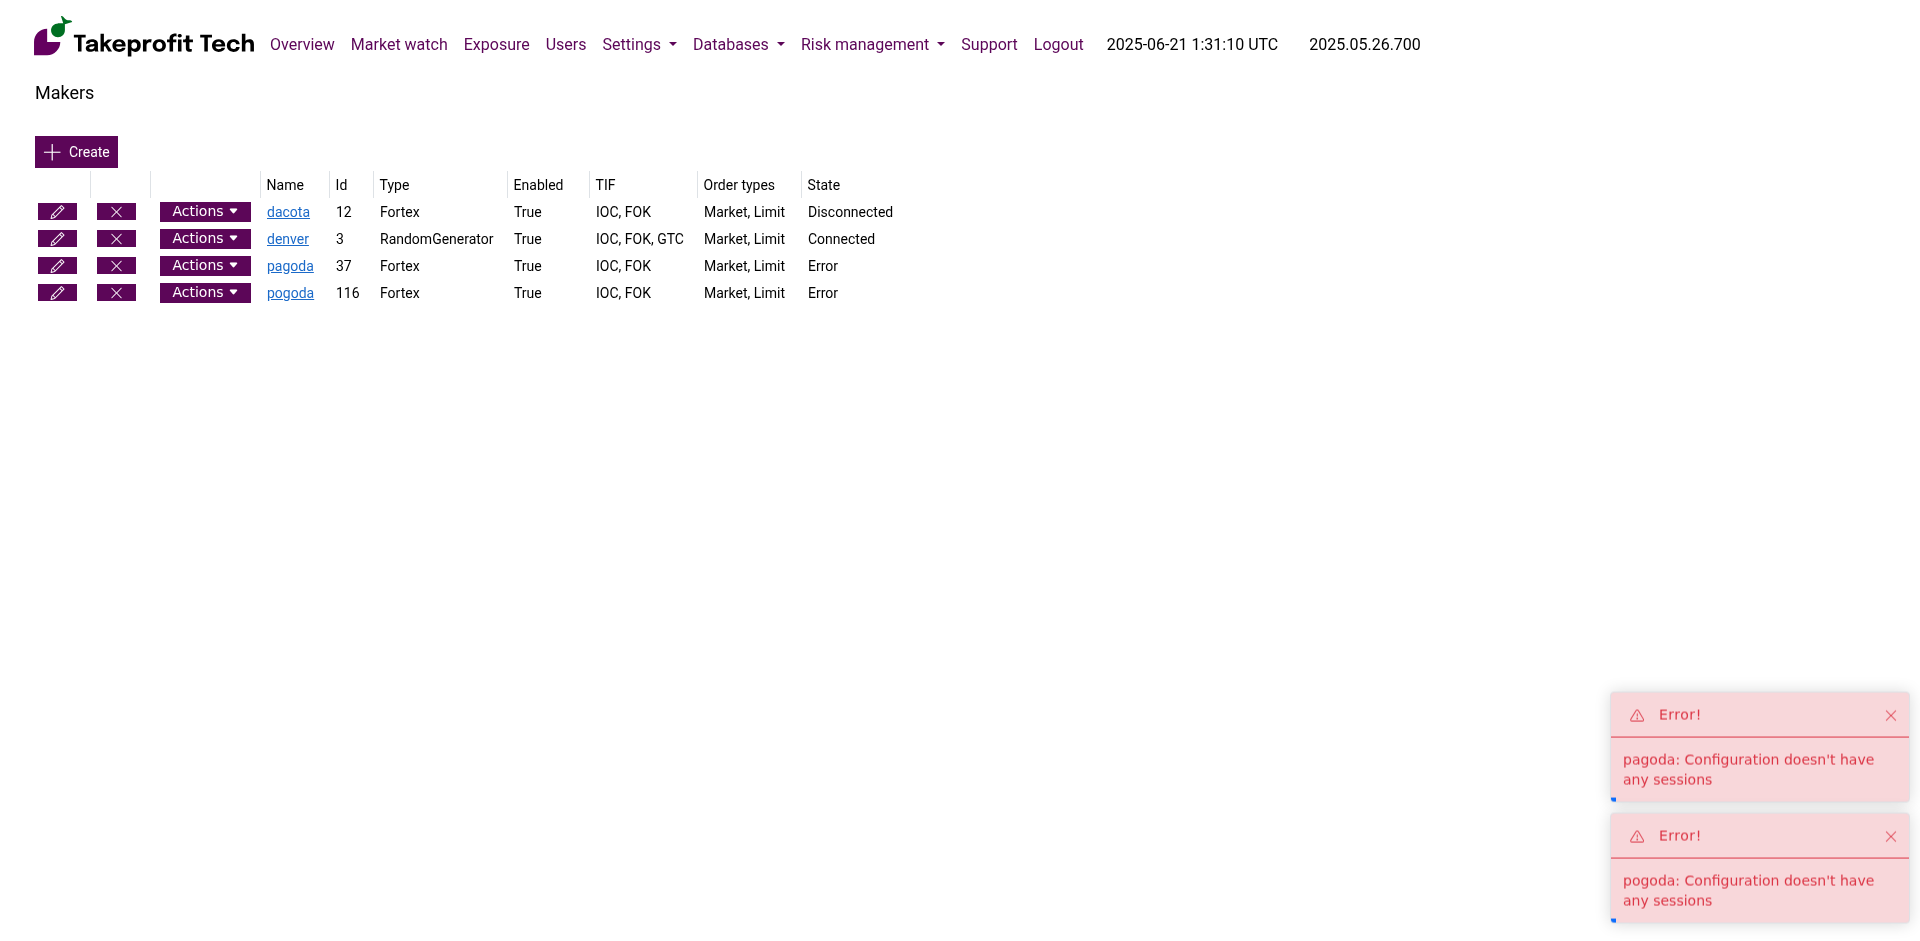 Takeprofit Tech Overview Market watch Exposure Users Settings Databases Risk management Support Logout 2025-06-21 1:31:10 UTC 2025.05.26.700
Makers
Create
Name Id Type Enabled TIF Order types State
Actions dacota 12 Fortex True IOC, FOK Market, Limit Disconnected
Actions denver 3 RandomGenerator True IOC, FOK, GTC Market, Limit Connected
Actions pagoda 37 Fortex True IOC, FOK Market, Limit Error
Actions pogoda 116 Fortex True IOC, FOK Market, Limit Error
Error!
pagoda: Configuration doesn't have
any sessions
Error!
pogoda: Configuration doesn't have
any sessions